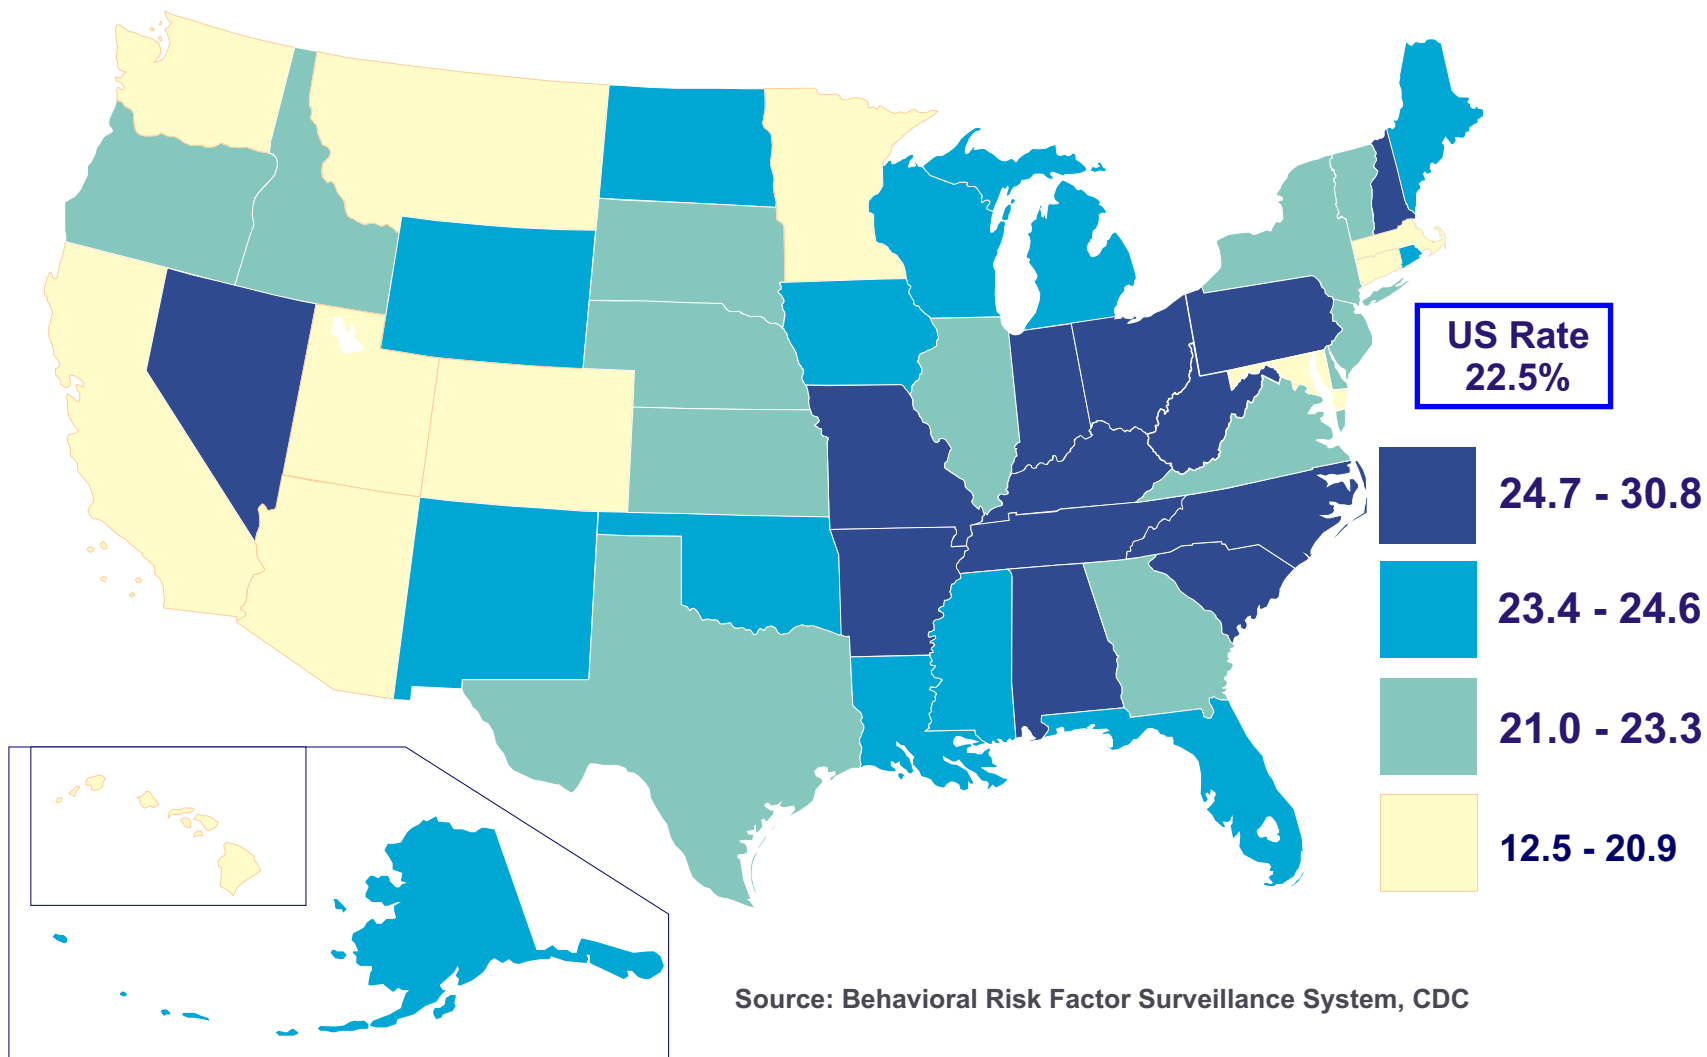 US Rate
22.5%
24.7 - 30.8
23.4 - 24.6
21.0 - 23.3
12.5 - 20.9
Source: Behavioral Risk Factor Surveillance System, CDC